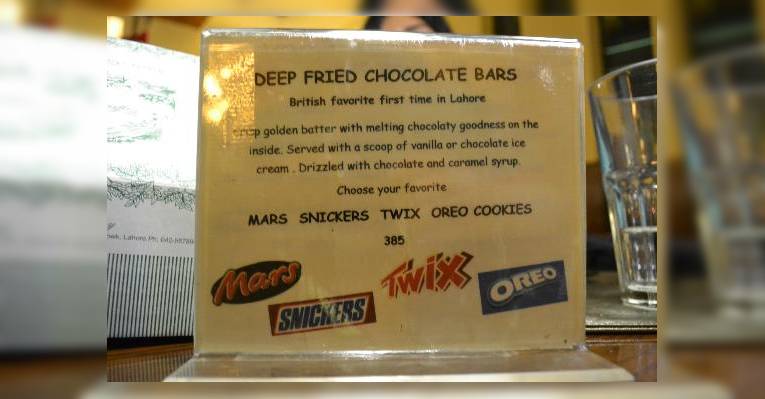 DEEP FRIED CHOCOLATE BARS
British favorite first time in Lahore
golden batter with melting chocolaty goodness on the
inside. Served with a scoop of vanilla or chocolate ice
cream . Drizzled with chocolate and caramel syrup.
Choose your favorite
MARS SNICKERS TWIX OREO COOKIES
385
Mars
TWIX
OREO
SNICKERS
Lahore Ph: